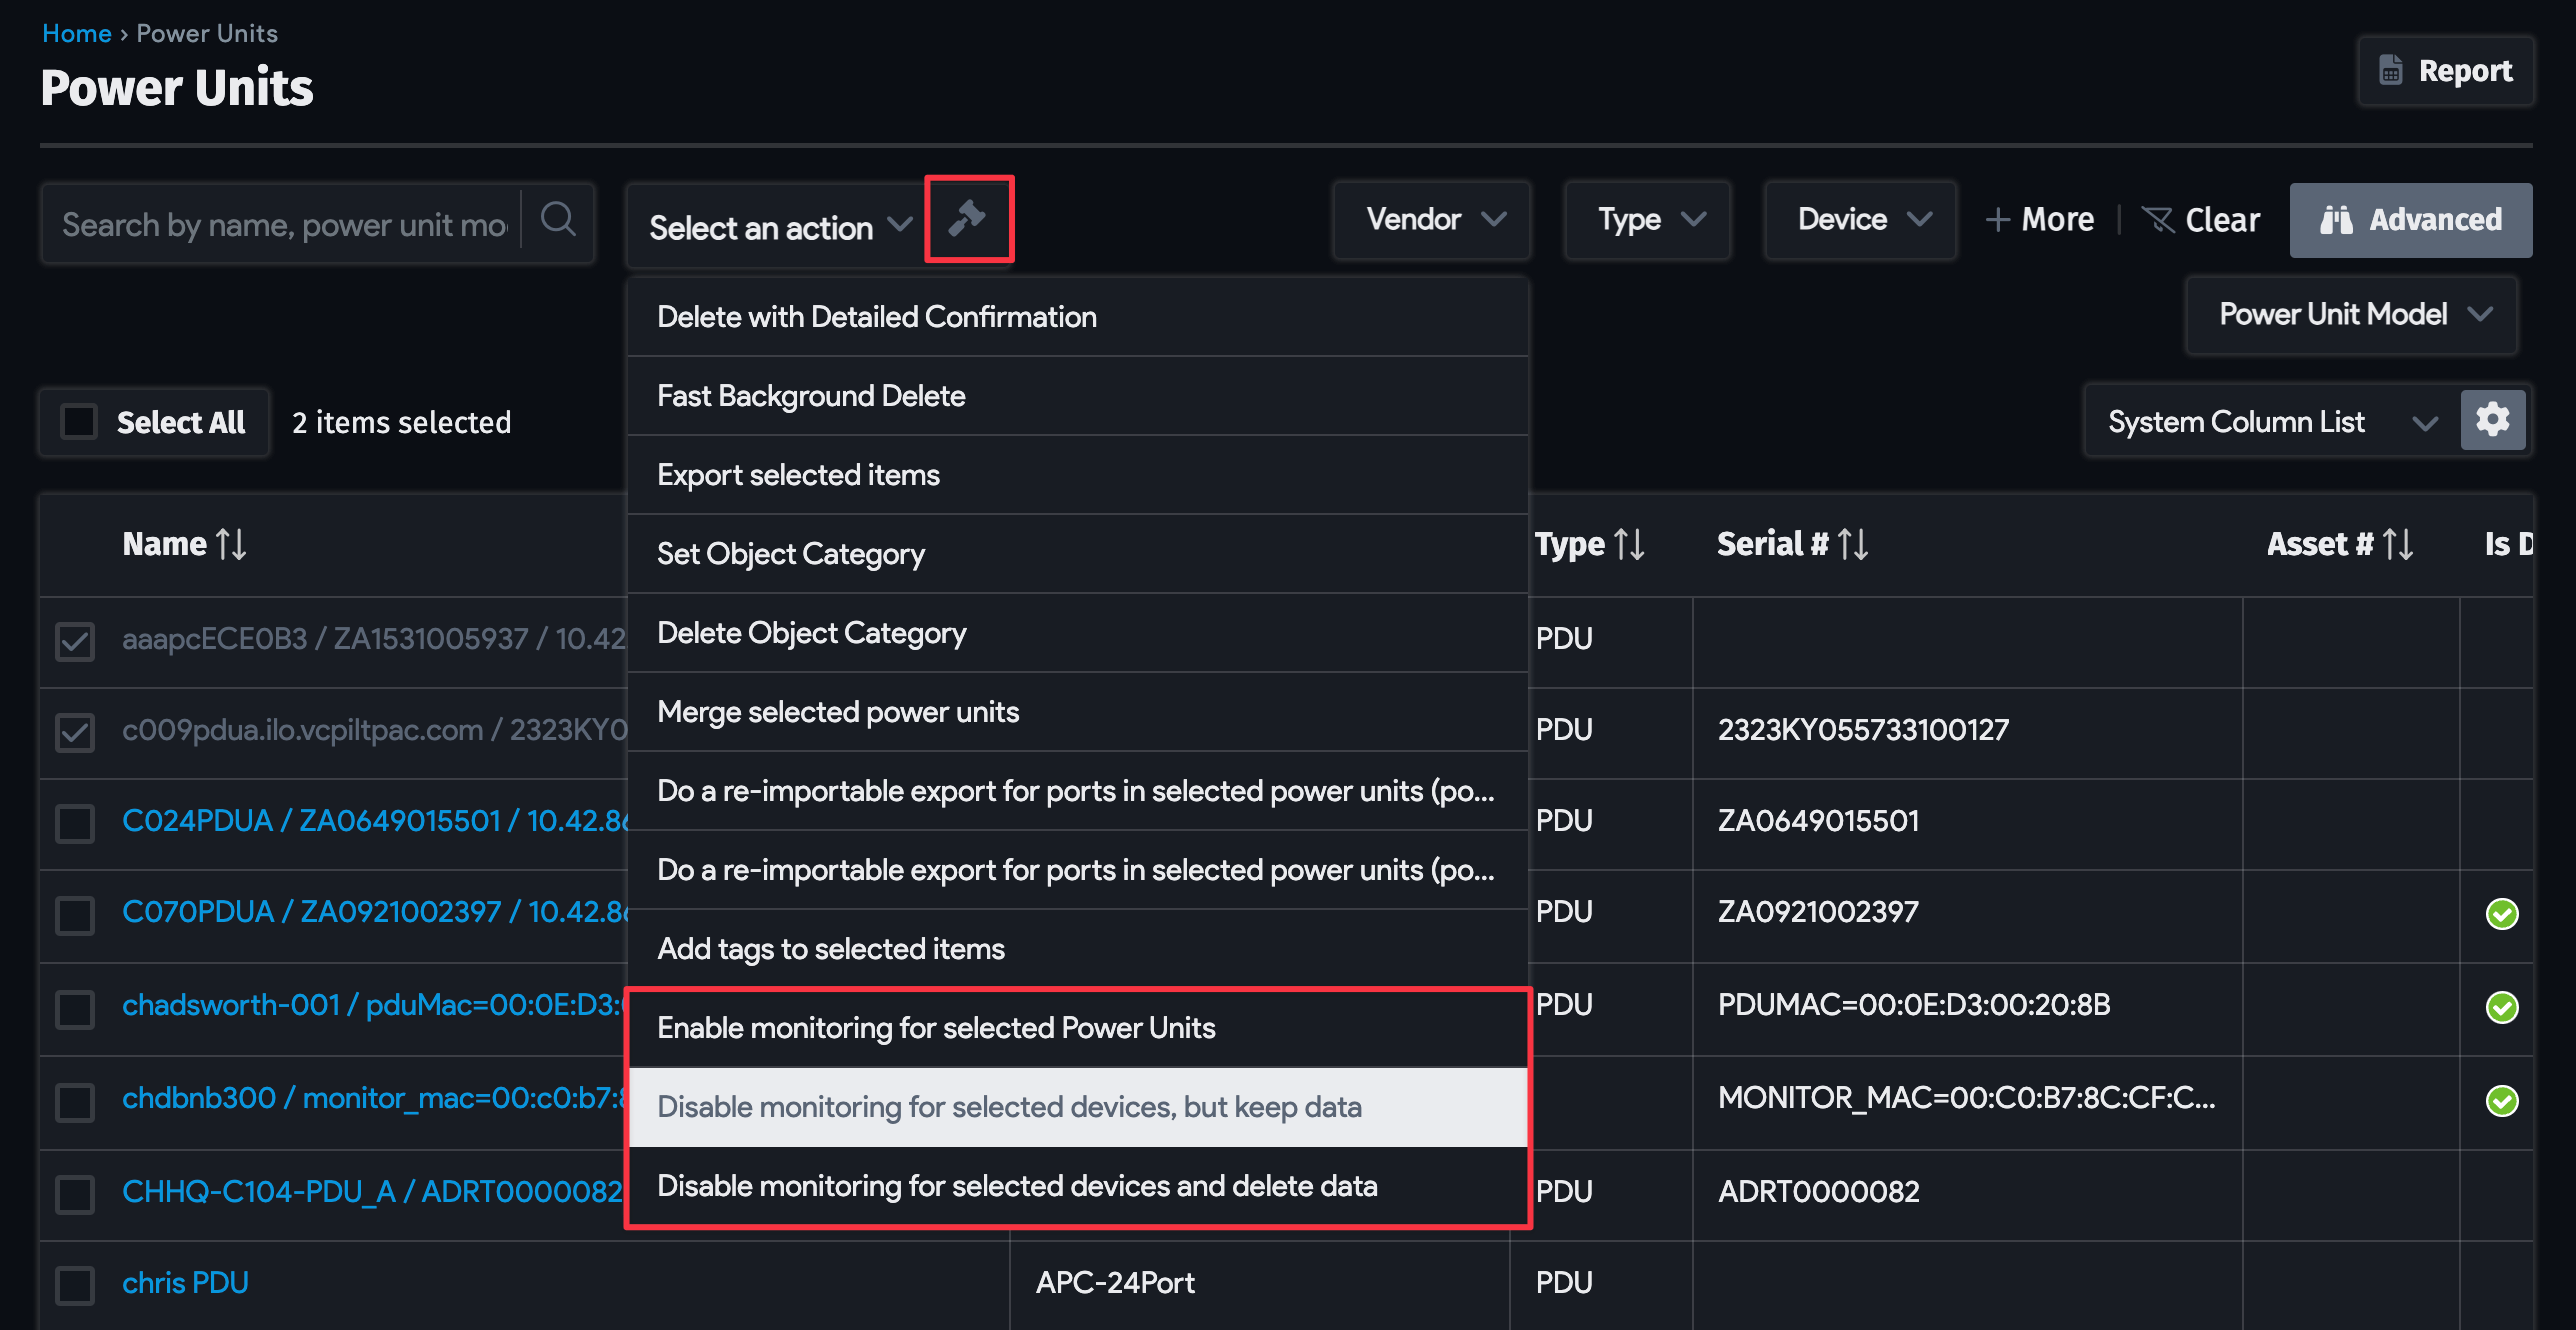 Home › Power Units
Power Units
Report
Search by name, power unit mo
Select an action
Vendor
Type
Device
+ More
Clear
Advanced
Power Unit Model
Select All
2 items selected
System Column List
Delete with Detailed Confirmation
Fast Background Delete
Export selected items
Set Object Category
Delete Object Category
Merge selected power units
Do a re-importable export for ports in selected power units (po...
Do a re-importable export for ports in selected power units (po...
Add tags to selected items
Enable monitoring for selected Power Units
Disable monitoring for selected devices, but keep data
Disable monitoring for selected devices and delete data
Name Type Serial # Asset # Is D
aaapcECE0B3 / ZA1531005937 / 10.42 PDU
c009pdua.ilo.vcpiltpac.com / 2323KY0 PDU 2323KY055733100127
C024PDUA / ZA0649015501 / 10.42.86 PDU ZA0649015501
C070PDUA / ZA0921002397 / 10.42.86 PDU ZA0921002397
chadsworth-001 / pduMac=00:0E:D3: PDU PDUMAC=00:0E:D3:00:20:8B
chdbnb300 / monitor_mac=00:c0:b7:8 MONITOR_MAC=00:C0:B7:8C:CF:C...
CHHQ-C104-PDU_A / ADRT0000082 PDU ADRT0000082
chris PDU APC-24Port PDU